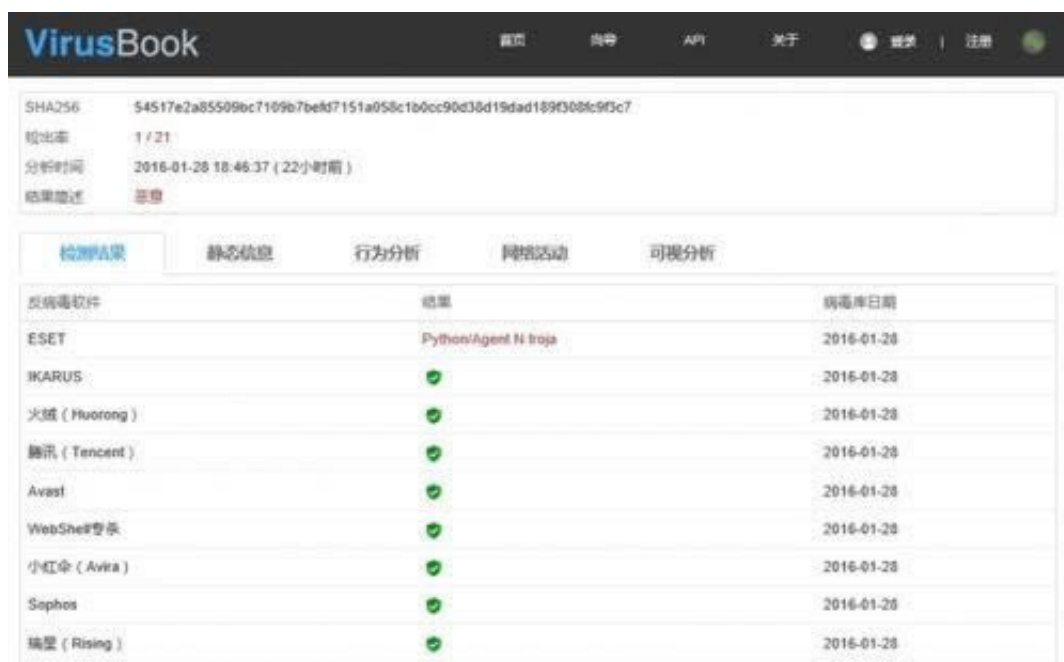 VirusBook 首页 向导 API 关于 登录 | 注册
SHA256 54517e2a85509bc7109b7befd7151a058c1b0cc90d38d19dad189f308fc9f3c7
检出率 1 / 21
分析时间 2016-01-28 18:46:37 ( 22小时前 )
结果描述 恶意
检测结果 静态信息 行为分析 网络活动 可视分析
反病毒软件 结果 病毒库日期
ESET Python/Agent N troja 2016-01-28
IKARUS 2016-01-28
火绒 ( Huorong ) 2016-01-28
腾讯 ( Tencent ) 2016-01-28
Avast 2016-01-28
WebShell专杀 2016-01-28
小红伞 ( Avira ) 2016-01-28
Sophos 2016-01-28
瑞星 ( Rising ) 2016-01-28